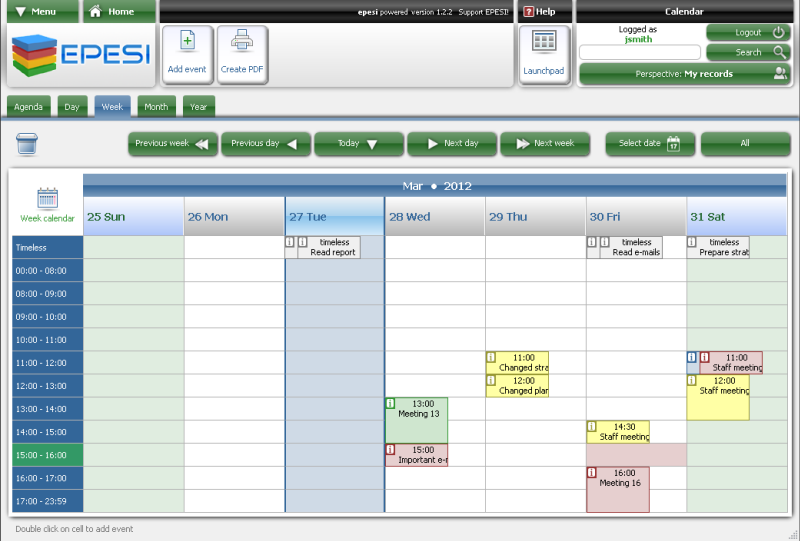 Menu
Home
epesi powered version 1.2.2 Support EPESI!
Help
Calendar
EPESI
Add event
Create PDF
Launchpad
Logged as
jsmith
Logout
Search
Perspective: My records
Agenda
Day
Week
Month
Year
Previous week
Previous day
Today
Next day
Next week
Select date
17
All
Week calendar
Mar • 2012
25 Sun
26 Mon
27 Tue
28 Wed
29 Thu
30 Fri
31 Sat
Timeless
i i timeless
Read report
i i timeless
Read e-mails
i timeless
Prepare strat
00:00 - 08:00
08:00 - 09:00
09:00 - 10:00
10:00 - 11:00
11:00 - 12:00
i 11:00
Changed stra
i i 11:00
Staff meeting
12:00 - 13:00
i 12:00
Changed plan
i 12:00
Staff meeting
13:00 - 14:00
i 13:00
Meeting 13
14:00 - 15:00
i 14:30
Staff meeting
15:00 - 16:00
i 15:00
Important e-r
16:00 - 17:00
i 16:00
Meeting 16
17:00 - 23:59
Double click on cell to add event